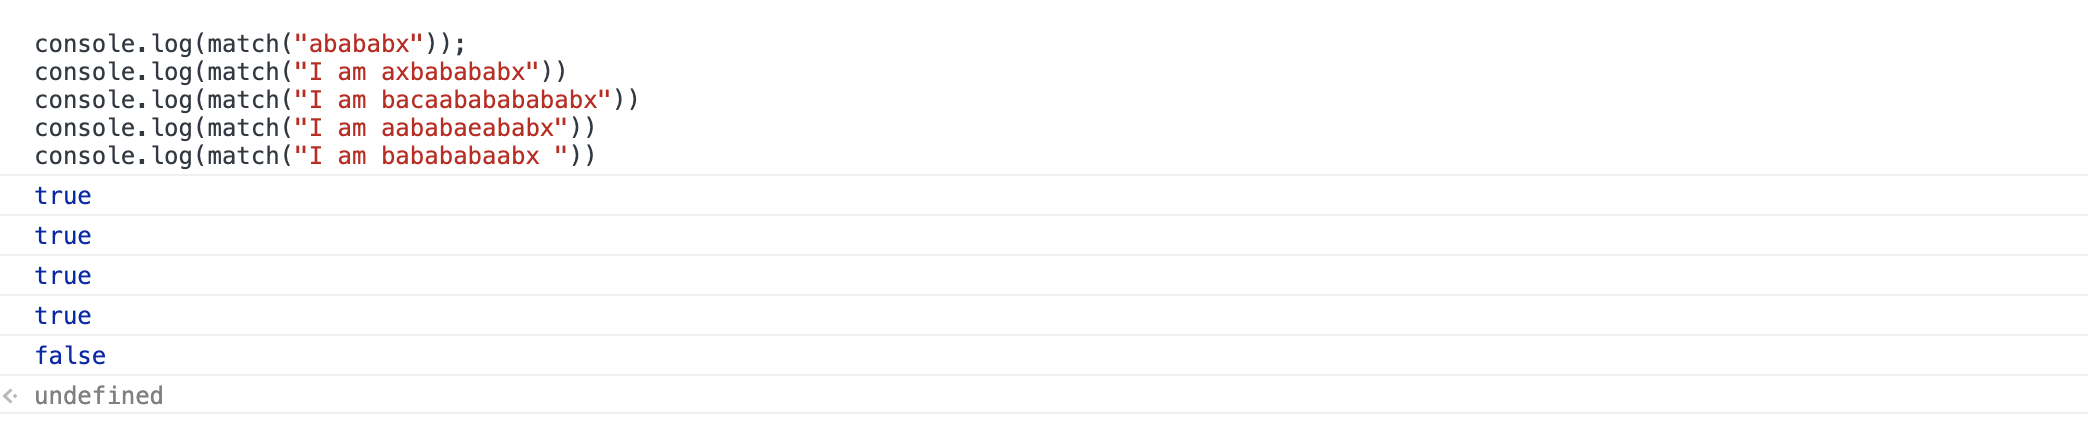 console.log(match("abababx"));
console.log(match("I am axbabababx"))
console.log(match("I am bacaabababababx"))
console.log(match("I am aababaeababx"))
console.log(match("I am babababaabx "))
true
true
true
true
false
undefined